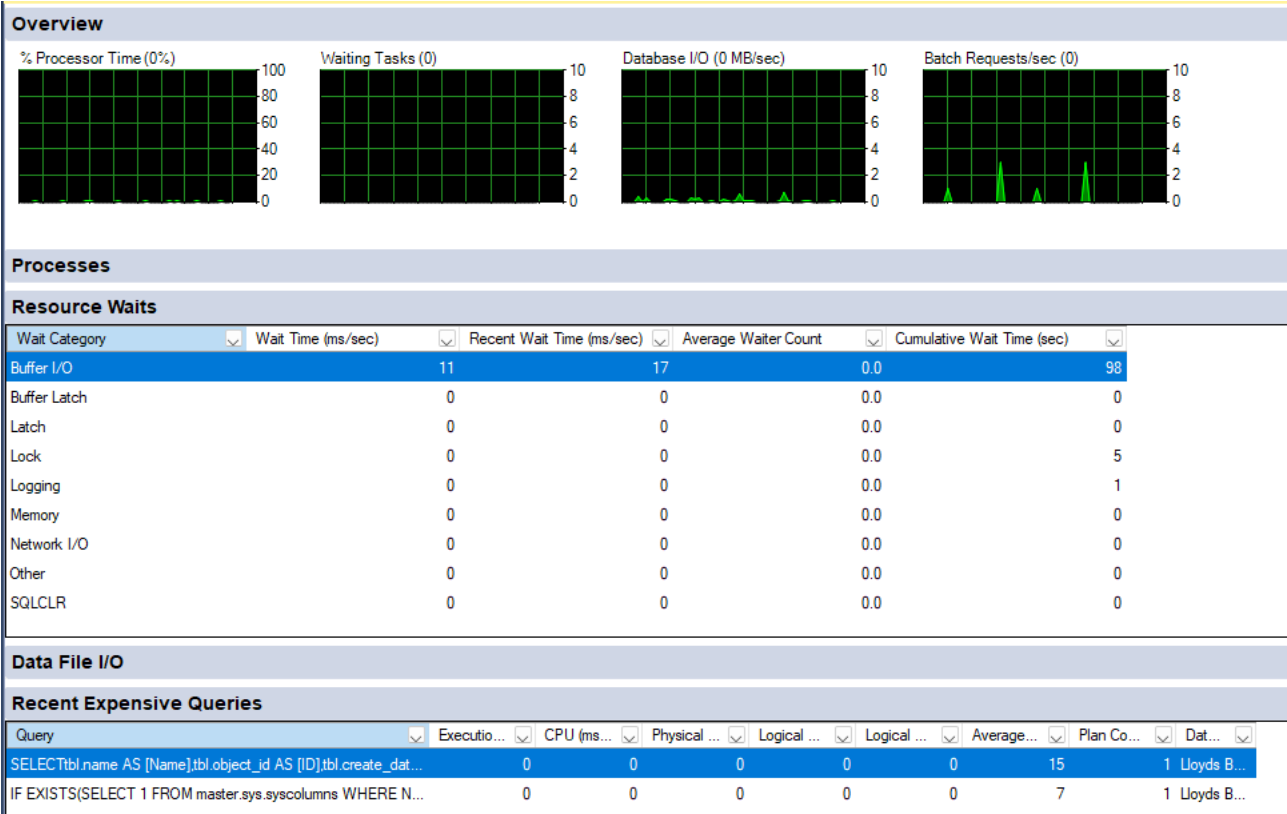 Overview
% Processor Time (0%) Waiting Tasks (0) Database I/O (0 MB/sec) Batch Requests/sec (0)
100 10 10 10
80 8 8 8
60 6 6 6
40 4 4 4
20 2 2 2
0 0 0 0
Processes
Resource Waits
Wait Category Wait Time (ms/sec) Recent Wait Time (ms/sec) Average Waiter Count Cumulative Wait Time (sec)
Buffer I/O 11 17 0.0 98
Buffer Latch 0 0 0.0 0
Latch 0 0 0.0 0
Lock 0 0 0.0 5
Logging 0 0 0.0 1
Memory 0 0 0.0 0
Network I/O 0 0 0.0 0
Other 0 0 0.0 0
SQLCLR 0 0 0.0 0
Data File I/O
Recent Expensive Queries
Query Executio... CPU (ms... Physical ... Logical ... Logical ... Average... Plan Co... Dat...
SELECTtbl.name AS [Name],tbl.object_id AS [ID],tbl.create_dat... 0 0 0 0 0 15 1 Lloyds B...
IF EXISTS(SELECT 1 FROM master.sys.syscolumns WHERE N... 0 0 0 0 0 7 1 Lloyds B...